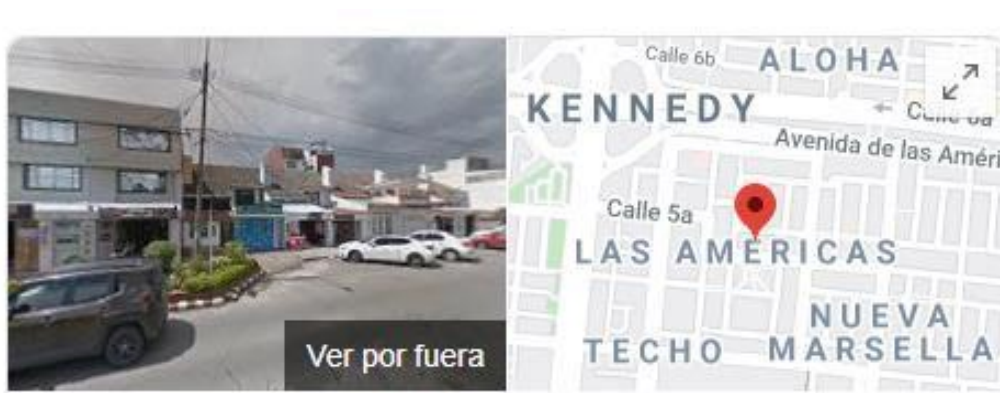 Ver por fuera
Calle 6b
ALOHA
KENNEDY
Avenida de las Améri
Calle 5a
LAS AMÉRICAS
NUEVA
MARSELLA
TECHO